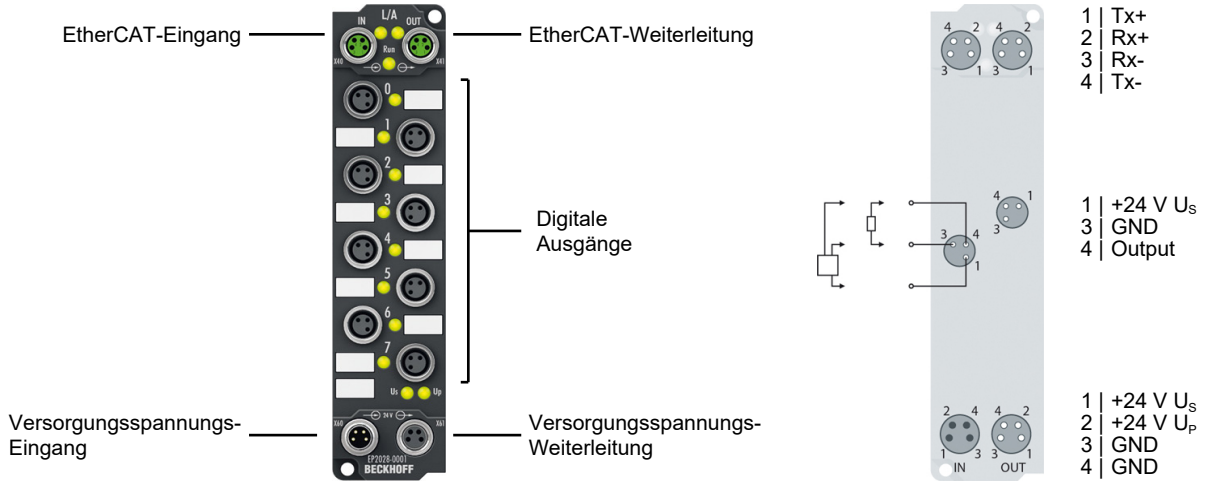 EtherCAT-Eingang
L/A
IN OUT
Run
X40 X41
EtherCAT-Weiterleitung
0
1
2
3
4
5
6
7
Us Up
Digitale
Ausgänge
Versorgungsspannungs-
Eingang
24 V
X60 X61
EP2028-0001
BECKHOFF
Versorgungsspannungs-
Weiterleitung
4 2 4 2
3 1 3 1
1 | Tx+
2 | Rx+
3 | Rx-
4 | Tx-
4 1
3
3 4
1
1 | +24 V US
3 | GND
4 | Output
2 4 4 2
1 3 3 1
IN OUT
1 | +24 V US
2 | +24 V UP
3 | GND
4 | GND